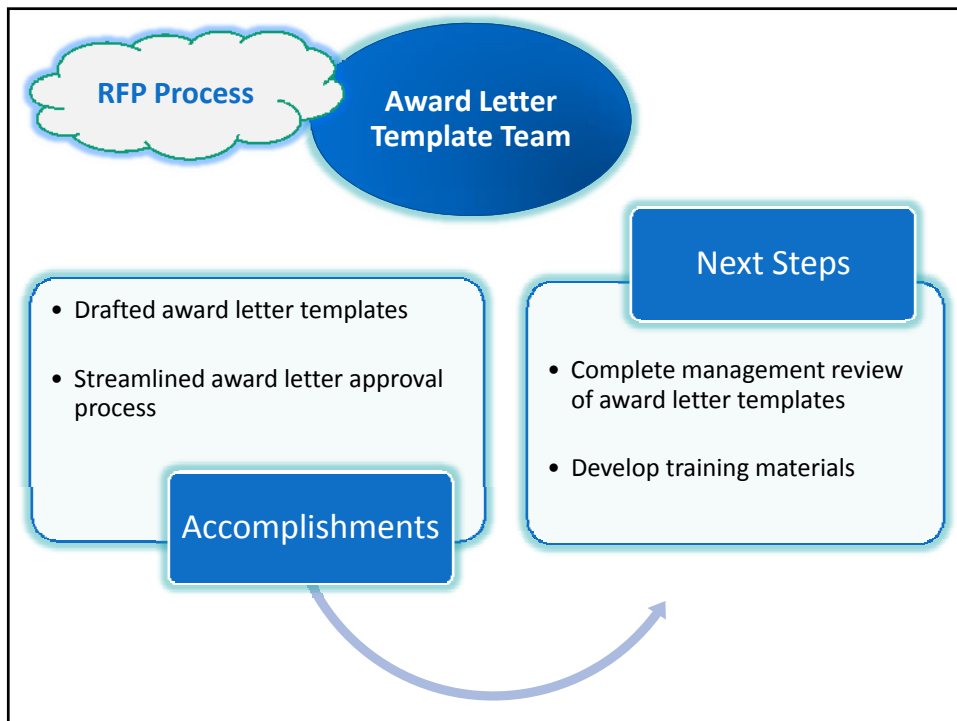 RFP Process
Award Letter
Template Team
• Drafted award letter templates
• Streamlined award letter approval
process
Accomplishments
Next Steps
• Complete management review
of award letter templates
• Develop training materials